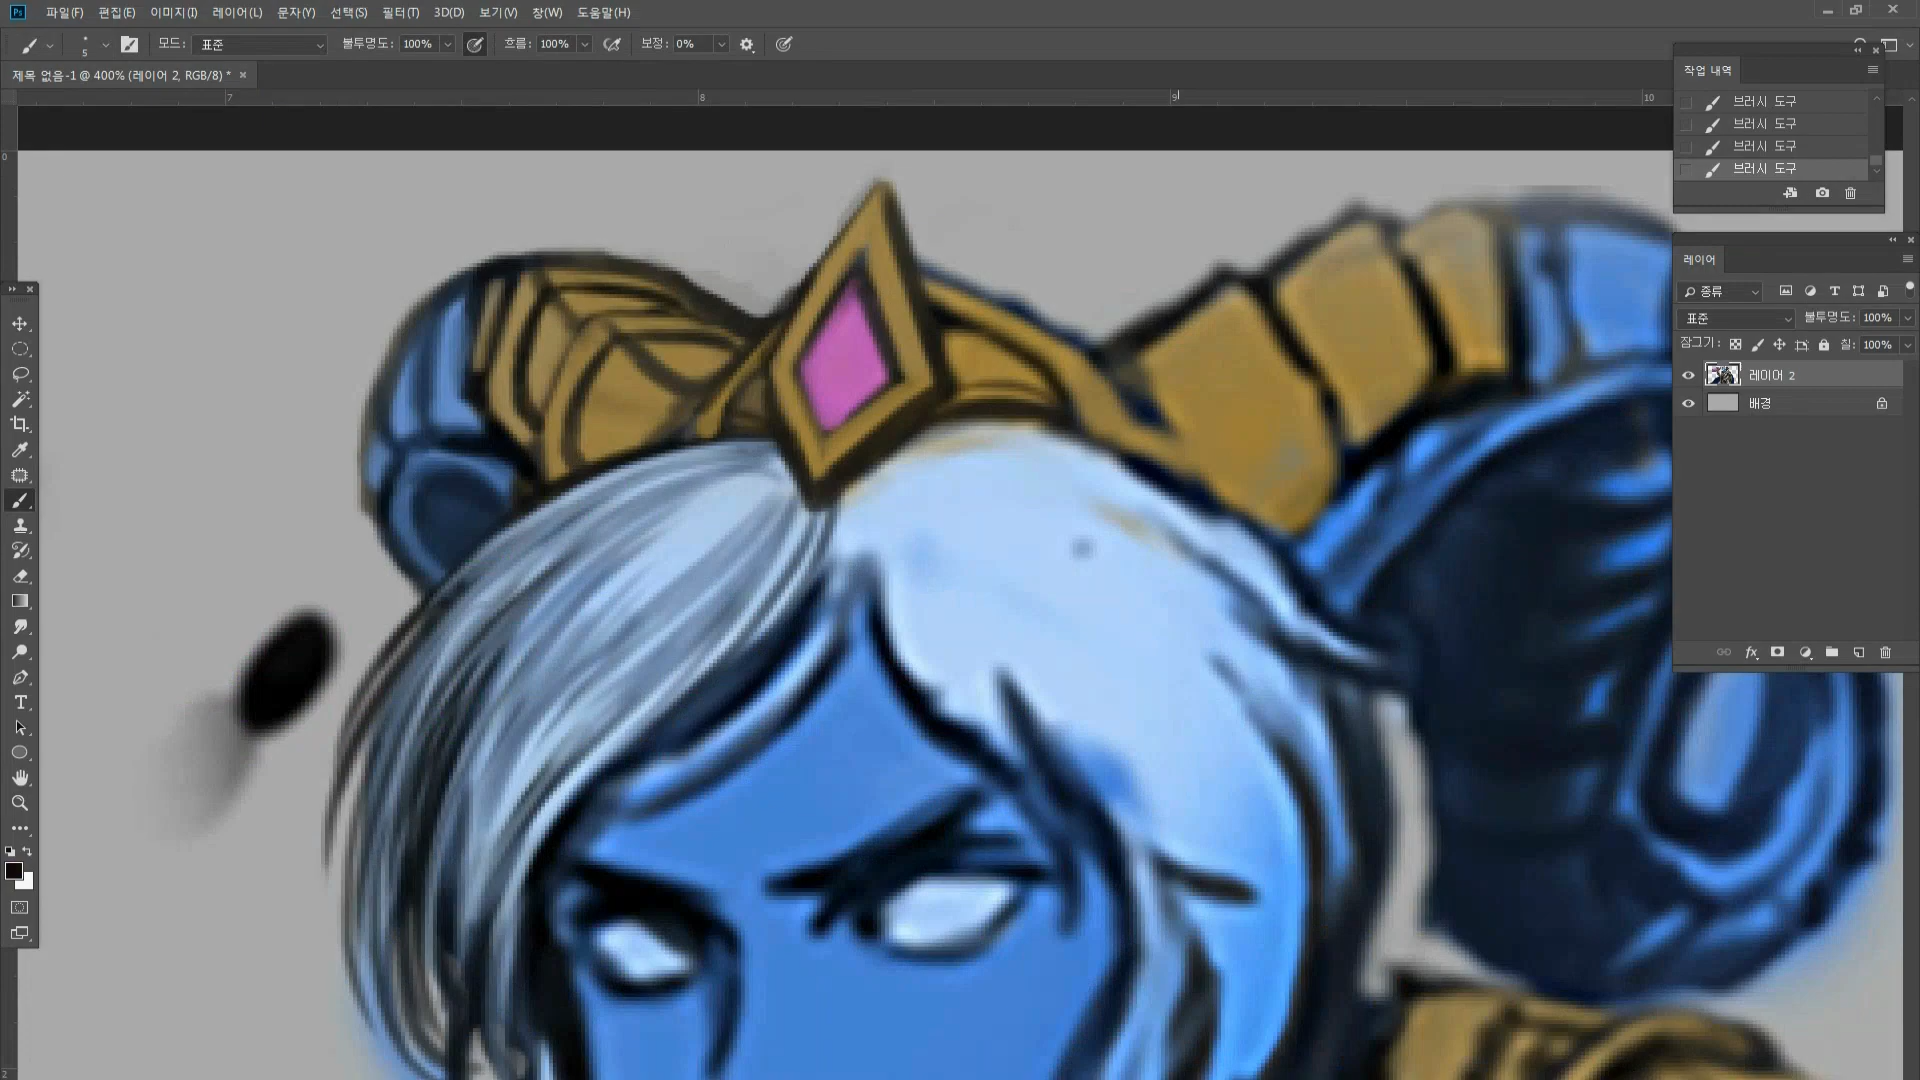 Ps 파일(F) 편집(E) 이미지(I) 레이어(L) 문자(Y) 선택(S) 필터(T) 3D(D) 보기(V) 창(W) 도움말(H)
5 모드: 표준 불투명도: 100% 흐름: 100% 보정: 0%
제목 없음-1 @ 400% (레이어 2, RGB/8) *
7 8 9 10
0
2
작업 내역
브러시 도구
브러시 도구
브러시 도구
브러시 도구
레이어
종류
표준 불투명도: 100%
잠그기: 칠: 100%
레이어 2
배경
fx